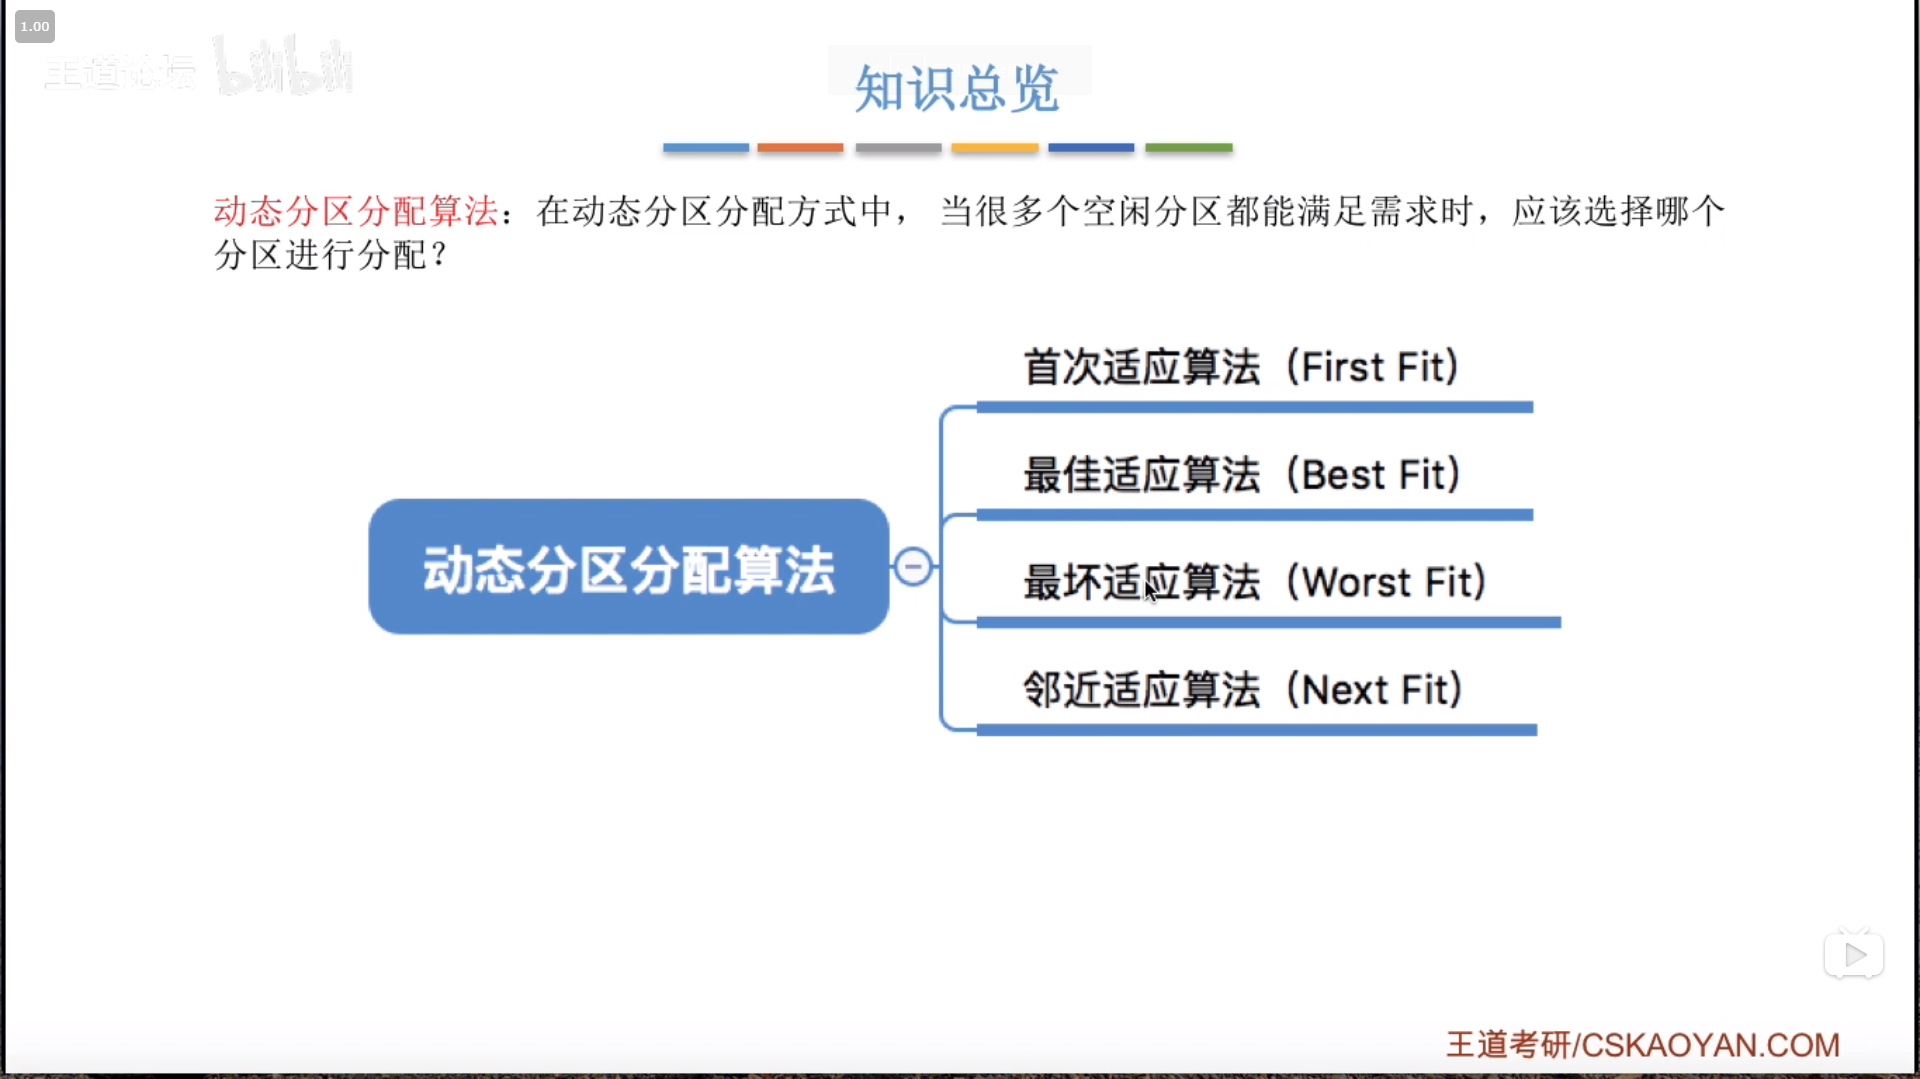 1.00
王道论坛 bilibili
知识总览
动态分区分配算法：在动态分区分配方式中， 当很多个空闲分区都能满足需求时，应该选择哪个
分区进行分配？
首次适应算法（First Fit）
最佳适应算法（Best Fit）
动态分区分配算法
最坏适应算法（Worst Fit）
邻近适应算法（Next Fit）
王道考研/CSKAOYAN.COM